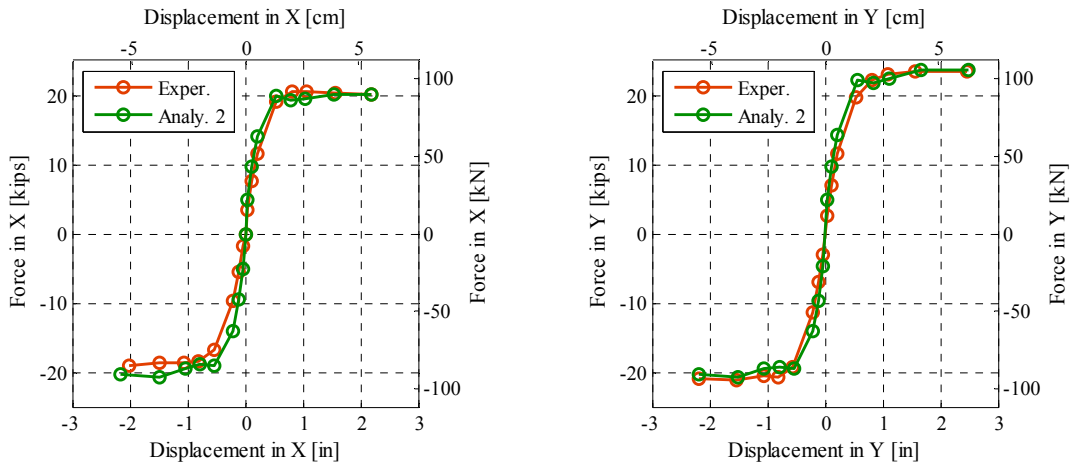 Displacement in X [cm]
-5 0 5
Exper.
Analy. 2
20
10
0
-10
-20
100
50
0
-50
-100
Force in X [kips]
Force in X [kN]
-3 -2 -1 0 1 2 3
Displacement in X [in]
Displacement in Y [cm]
-5 0 5
Exper.
Analy. 2
20
10
0
-10
-20
100
50
0
-50
-100
Force in Y [kips]
Force in Y [kN]
-3 -2 -1 0 1 2 3
Displacement in Y [in]